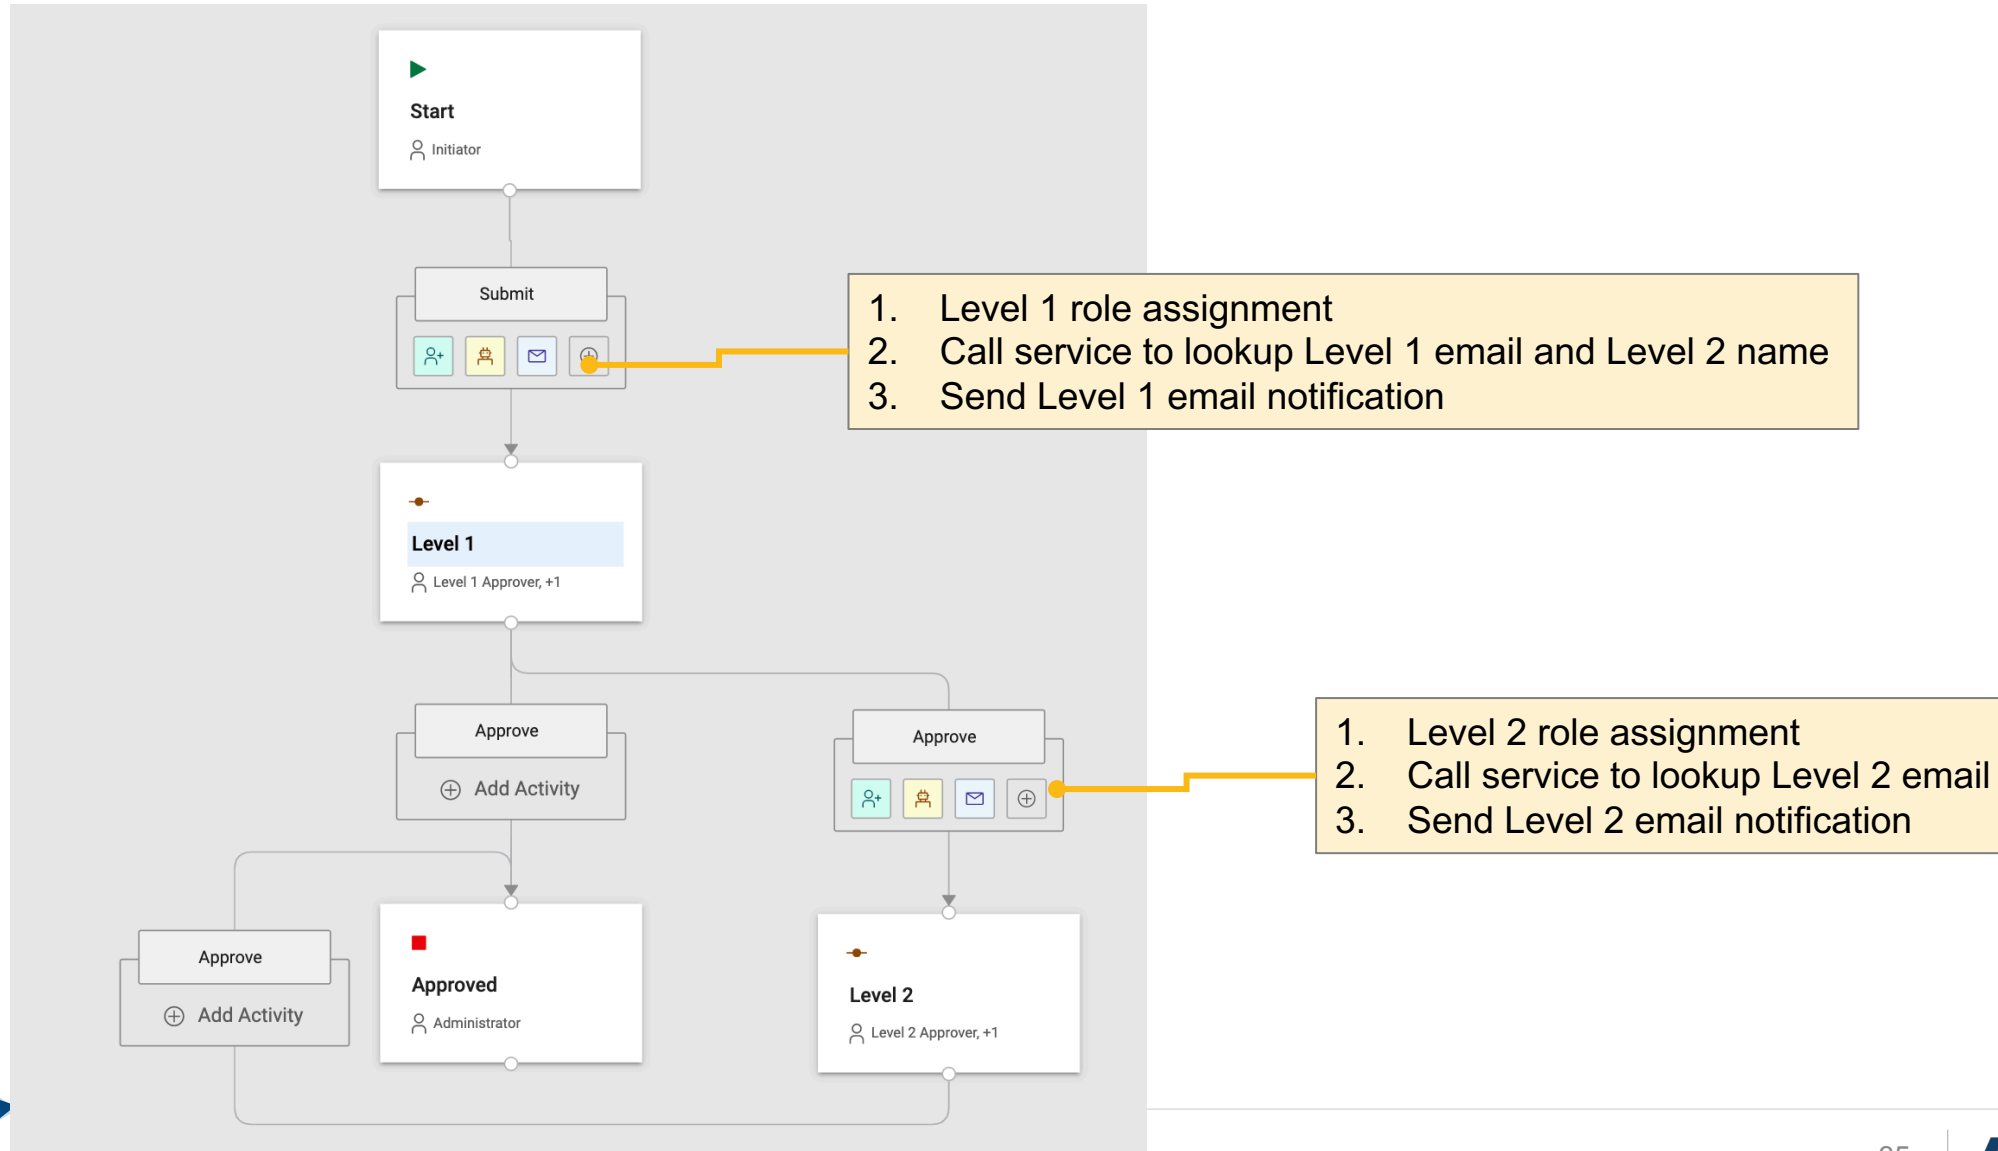 Start
Initiator
Submit
1. Level 1 role assignment
2. Call service to lookup Level 1 email and Level 2 name
3. Send Level 1 email notification
Level 1
Level 1 Approver, +1
Approve
Add Activity
Approve
1. Level 2 role assignment
2. Call service to lookup Level 2 email
3. Send Level 2 email notification
Approve
Add Activity
Approved
Administrator
Level 2
Level 2 Approver, +1